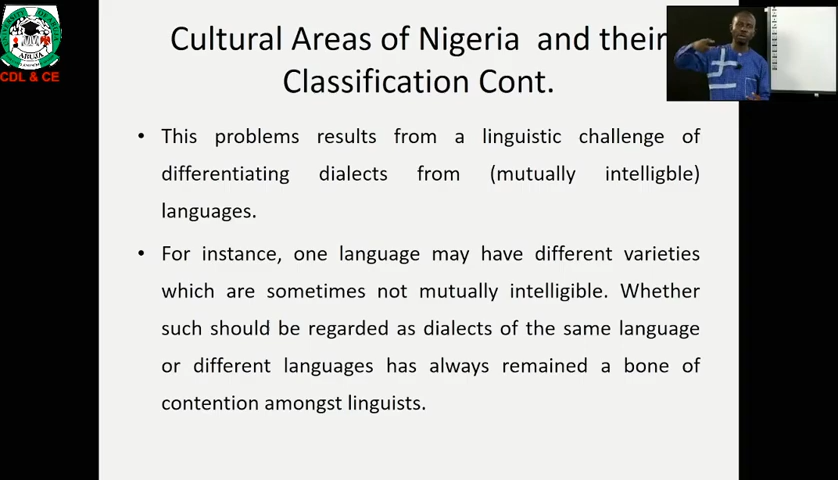 Cultural Areas of Nigeria and their
Classification Cont.
CDL & CE
• This problems results from a linguistic challenge of
differentiating dialects from (mutually intelligble)
languages.
• For instance, one language may have different varieties
which are sometimes not mutually intelligible. Whether
such should be regarded as dialects of the same language
or different languages has always remained a bone of
contention amongst linguists.